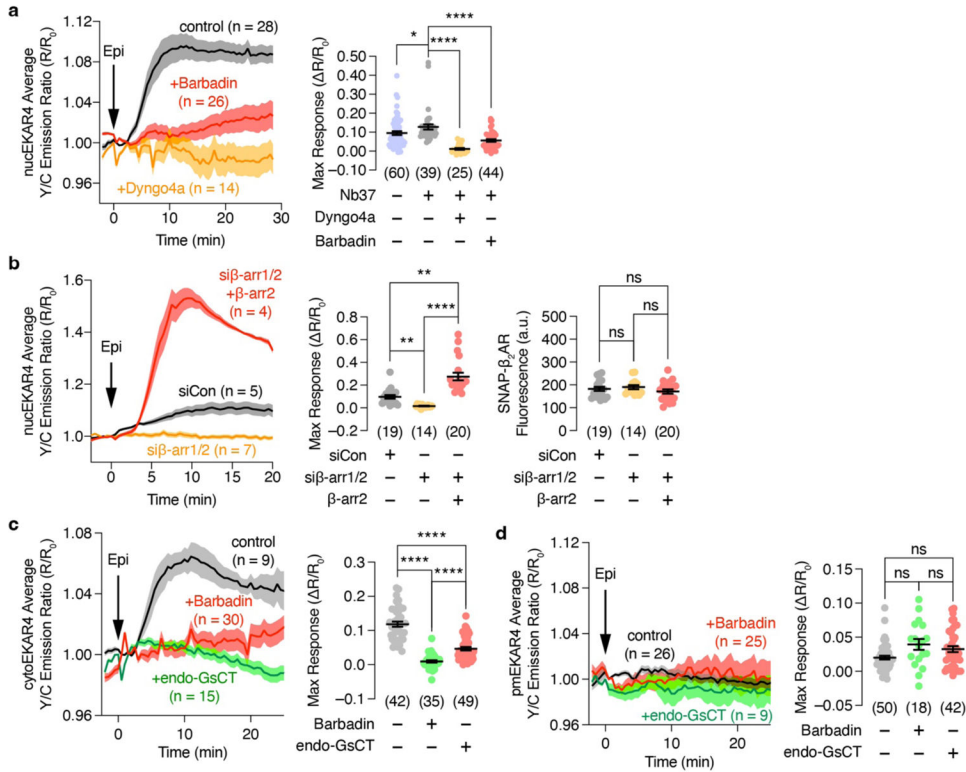 a
nucEKAR4 Average
Y/C Emission Ratio (R/R0)
1.12
1.08
1.04
1.00
0.96
Epi
control (n = 28)
+Barbadin
(n = 26)
+Dyngo4a (n = 14)
0 10 20 30
Time (min)
Max Response (ΔR/R0)
0.50
0.40
0.30
0.20
0.10
0.00
–0.10
* **** ****
(60) (39) (25) (44)
Nb37 – + + +
Dyngo4a – – + –
Barbadin – – – +
b
nucEKAR4 Average
Y/C Emission Ratio (R/R0)
1.6
1.4
1.2
1.0
Epi
siβ-arr1/2
+β-arr2
(n = 4)
siCon (n = 5)
siβ-arr1/2 (n = 7)
0 5 10 15 20
Time (min)
Max Response (ΔR/R0)
0.8
0.6
0.4
0.2
0.0
–0.2
**
** ****
(19) (14) (20)
siCon + – –
siβ-arr1/2 – + +
β-arr2 – – +
SNAP-β2AR
Fluorescence (a.u.)
500
400
300
200
100
0
ns
ns ns
(19) (14) (20)
siCon + – –
siβ-arr1/2 – + +
β-arr2 – – +
c
cytoEKAR4 Average
Y/C Emission Ratio (R/R0)
1.08
1.04
1.00
0.96
Epi
control
(n = 9)
+Barbadin
(n = 30)
+endo-GsCT
(n = 15)
0 10 20
Time (min)
Max Response (ΔR/R0)
0.3
0.2
0.1
0.0
–0.1
****
**** ****
(42) (35) (49)
Barbadin – + –
endo-GsCT – – +
d
pmEKAR4 Average
Y/C Emission Ratio (R/R0)
1.12
1.08
1.04
1.00
0.96
Epi
control
(n = 26)
+Barbadin
(n = 25)
+endo-GsCT (n = 9)
0 10 20
Time (min)
Max Response (ΔR/R0)
0.15
0.10
0.05
0.00
–0.05
ns
ns ns
(50) (18) (42)
Barbadin – + –
endo-GsCT – – +